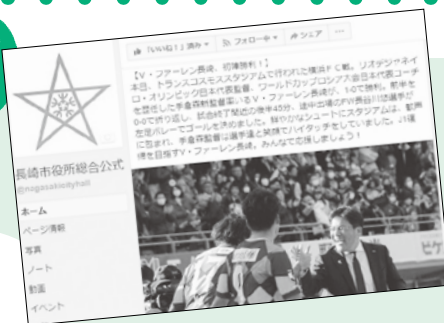 「いいね!」済み
フォロー中
シェア
【V・ファーレン長崎、初陣勝利!】
本日、トランスコスモススタジアムで行われた横浜FC戦。リオデジャネイ
ロ・オリンピック日本代表監督、ワールドカップロシア大会日本代表コーチ
を歴任した手倉森新監督率いるV・ファーレン長崎が、1-0で勝利。前半を
0-0で折り返し、試合終了間近の後半45分、途中出場のFW長谷川悠選手が
左足ボレーでゴールを決めました。鮮やかなシュートにスタジアムは、歓声
に包まれ、手倉森監督は選手達と笑顔でハイタッチをしていました。J1復
帰を目指すV・ファーレン長崎。みんなで応援しましょう!
長崎市役所総合公式
@nagasakicityhall
ホーム
ページ情報
写真
ノート
動画
イベント